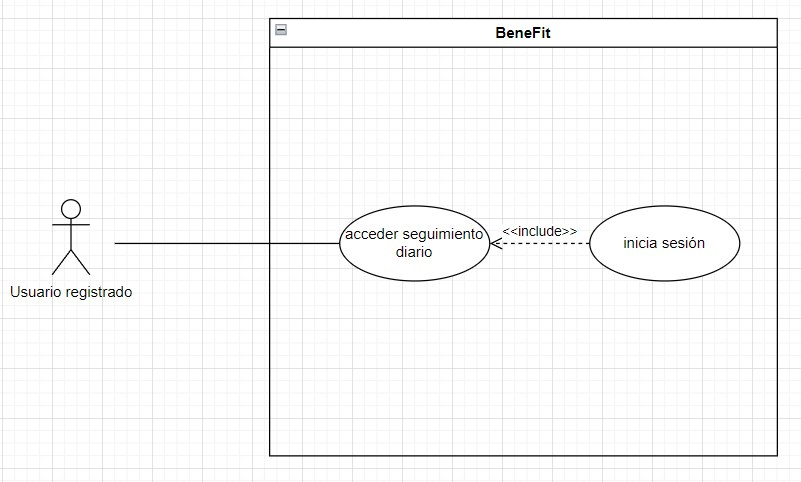 BeneFit
acceder seguimiento
diario
<<include>>
inicia sesión
Usuario registrado